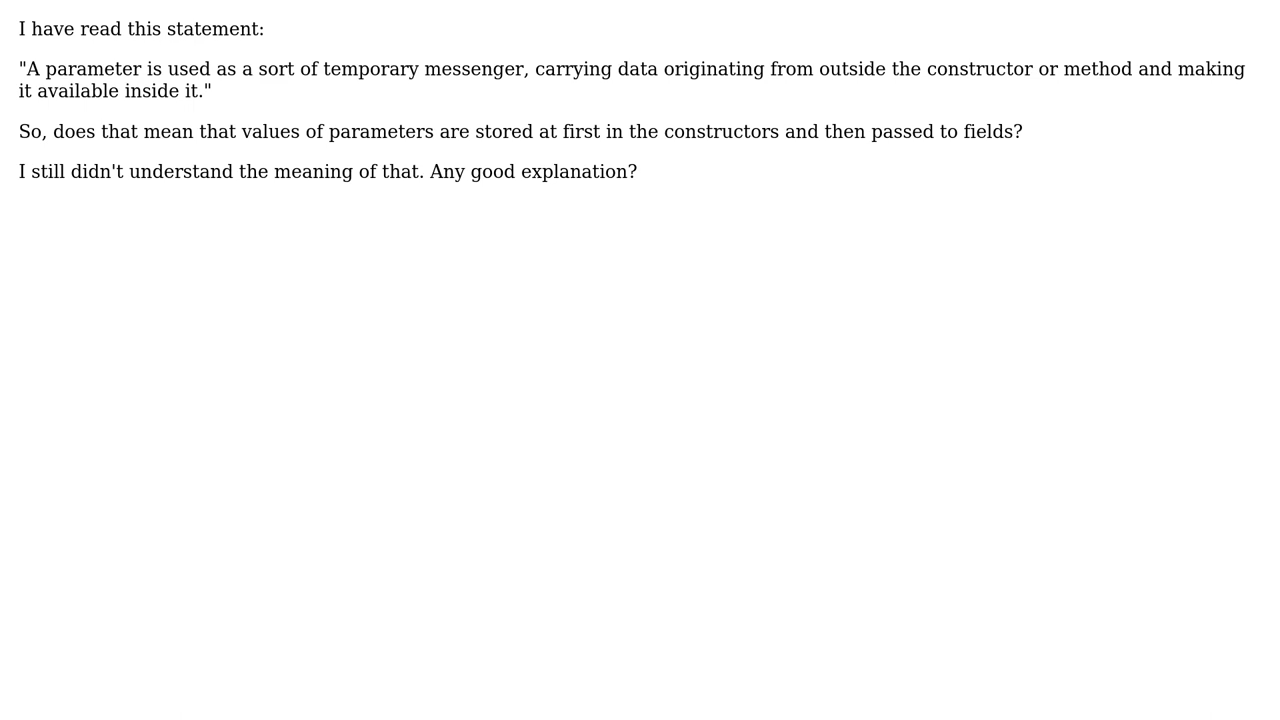 I have read this statement:
"A parameter is used as a sort of temporary messenger, carrying data originating from outside the constructor or method and making
it available inside it."
So, does that mean that values of parameters are stored at first in the constructors and then passed to fields?
I still didn't understand the meaning of that. Any good explanation?